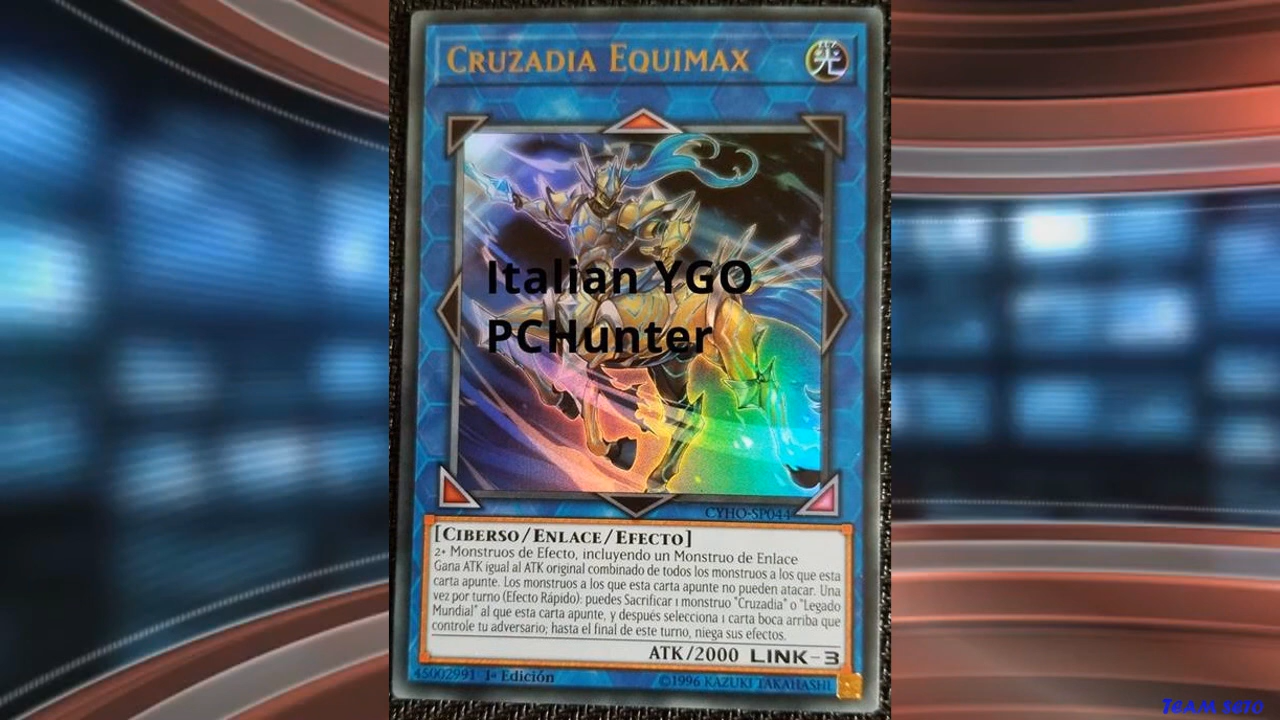 CRUZADIA EQUIMAX
光
Italian YGO
PCHunter
CYHO-SP044
[CIBERSO/ENLACE/EFECTO]
2+ Monstruos de Efecto, incluyendo un Monstruo de Enlace
Gana ATK igual al ATK original combinado de todos los monstruos a los que esta
carta apunte. Los monstruos a los que esta carta apunte no pueden atacar. Una
vez por turno (Efecto Rápido): puedes Sacrificar 1 monstruo "Cruzadia" o "Legado
Mundial" al que esta carta apunte, y después selecciona 1 carta boca arriba que
controle tu adversario; hasta el final de este turno, niega sus efectos.
ATK/2000 LINK-3
45002991 1ª Edición
©1996 KAZUKI TAKAHASHI
TEAM SETO